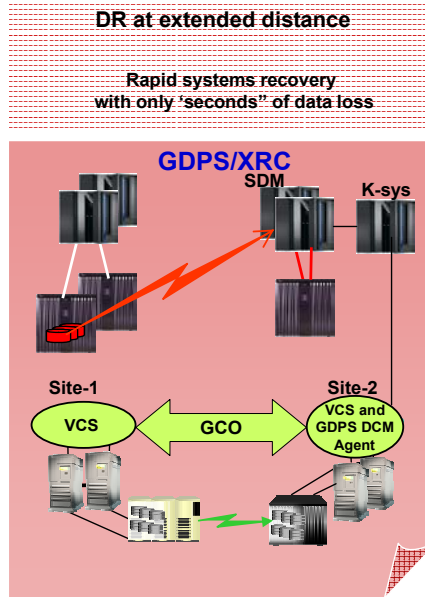 DR at extended distance
Rapid systems recovery
with only ‘seconds” of data loss
GDPS/XRC
SDM
K-sys
Site-1
Site-2
VCS
GCO
VCS and
GDPS DCM
Agent